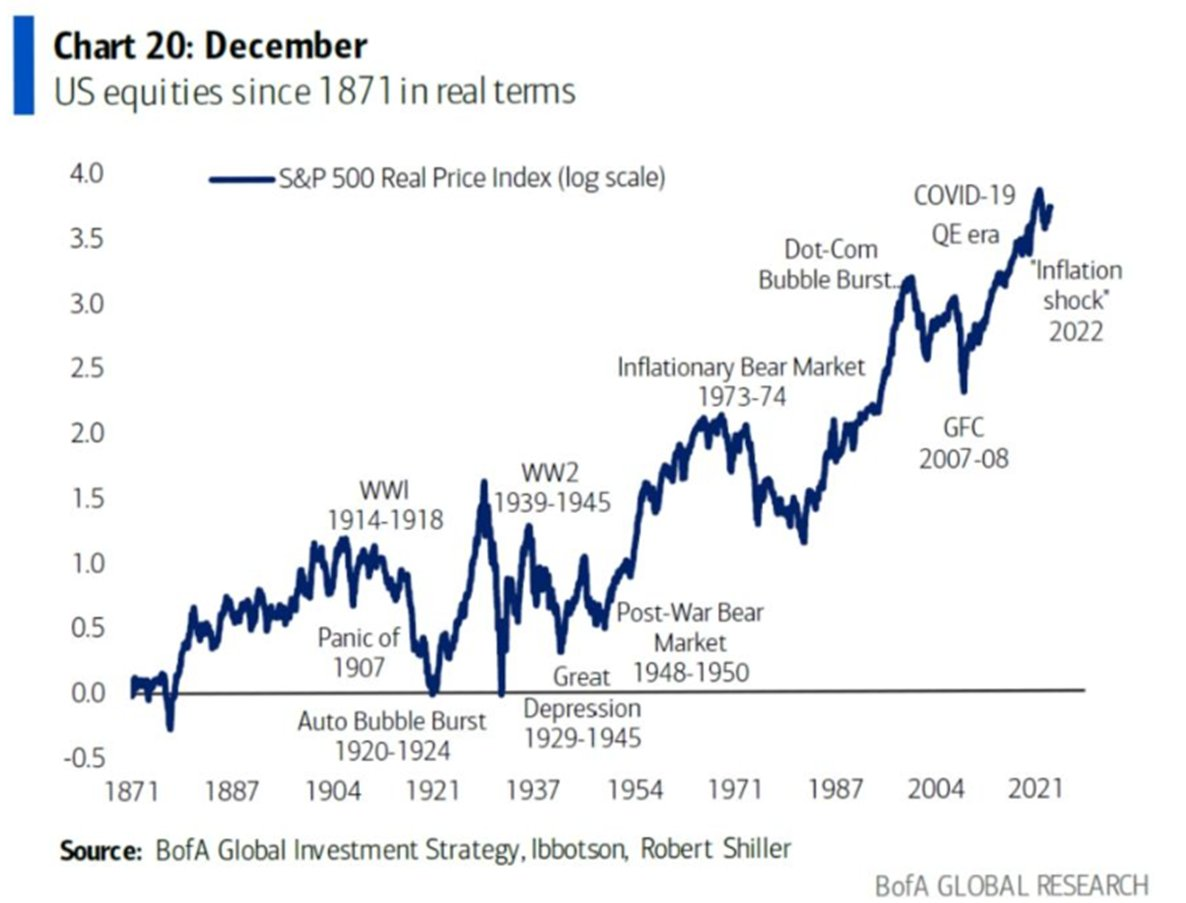 Chart 20: December
US equities since 1871 in real terms
4.0
3.5
3.0
2.5
2.0
1.5
1.0
0.5
0.0
-0.5
S&P 500 Real Price Index (log scale)
COVID-19
QE era
Dot-Com
Bubble Burst..
"Inflation
shock"
2022
Inflationary Bear Market
1973-74
GFC
2007-08
WWI
1914-1918
WW2
1939-1945
Panic of
1907
Post-War Bear
Market
1948-1950
Great
Depression
1929-1945
Auto Bubble Burst
1920-1924
1871
1887
1904
1921
1937
1954
1971
1987
2004
2021
Source: BofA Global Investment Strategy, Ibbotson, Robert Shiller
BofA GLOBAL RESEARCH